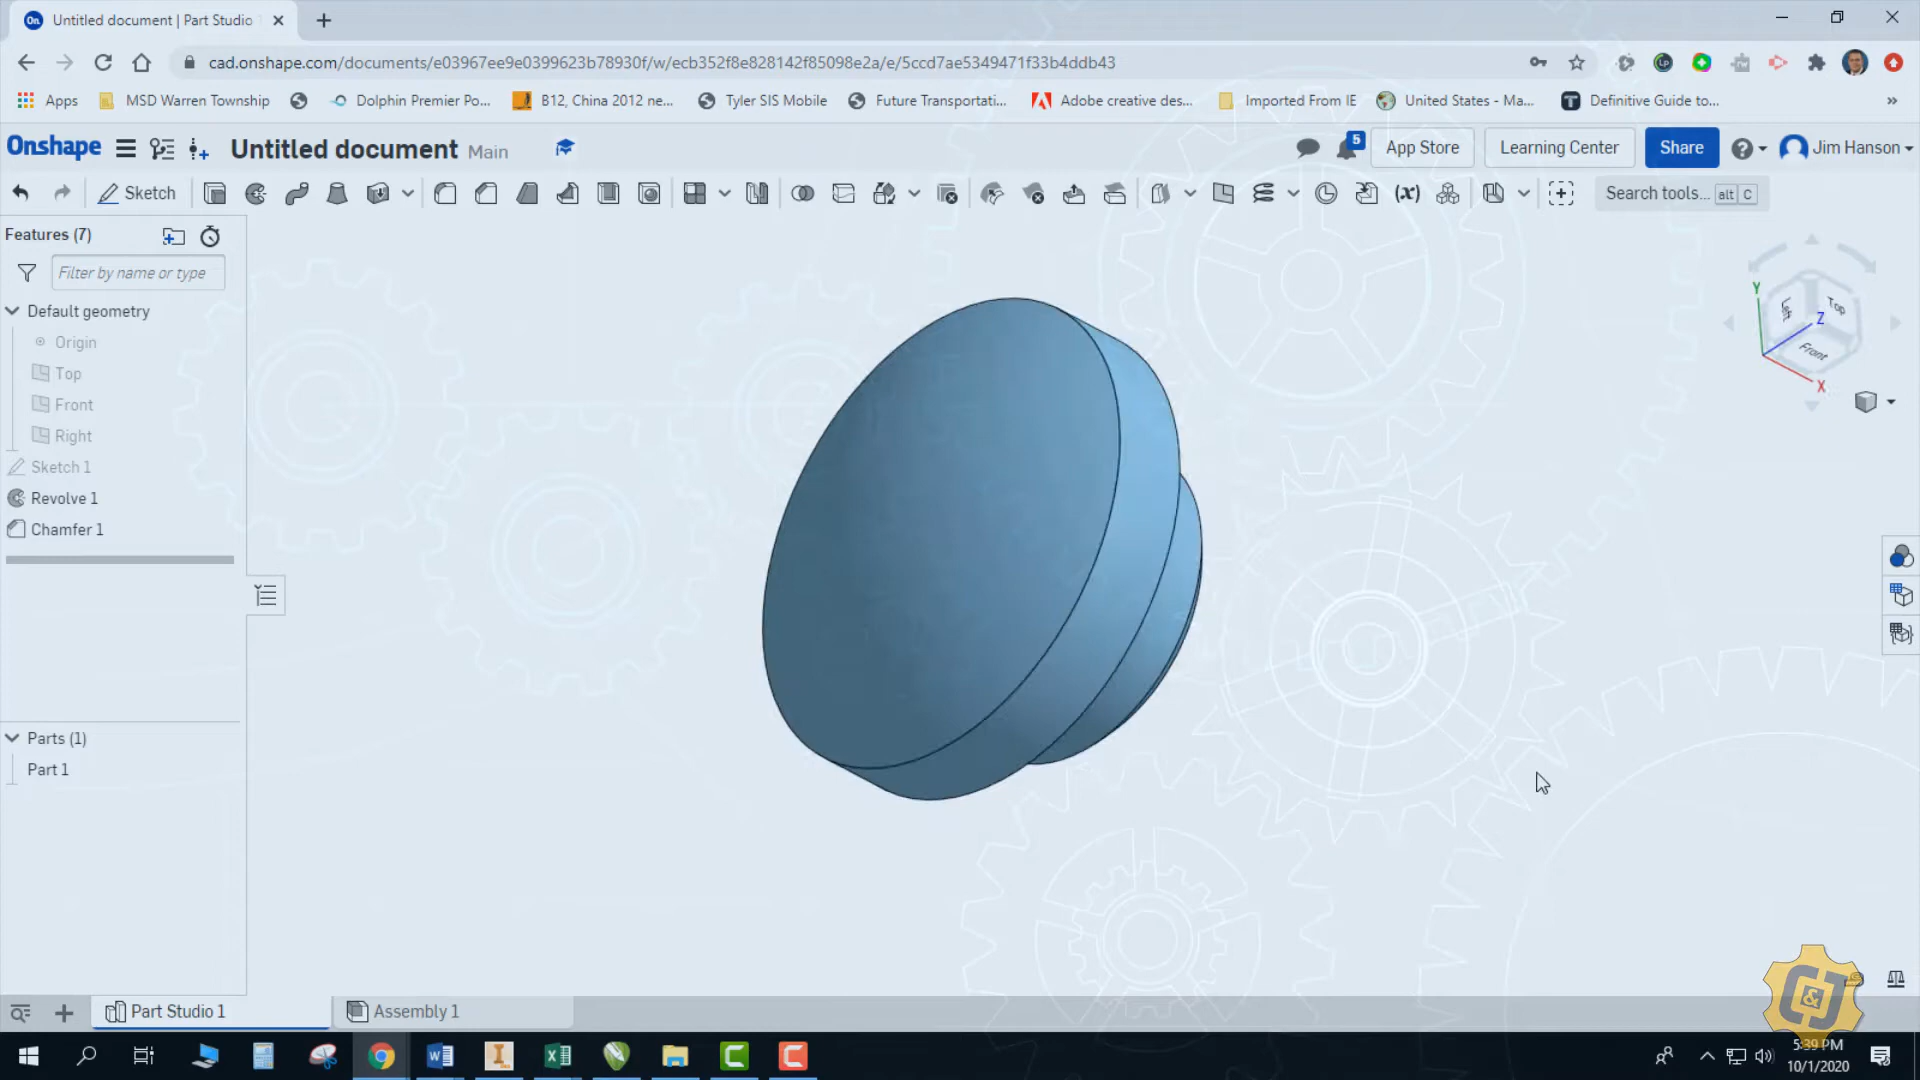 On Untitled document | Part Studio
cad.onshape.com/documents/e03967ee9e0399623b78930f/w/ecb352f8e828142f85098e2a/e/5ccd7ae5349471f33b4ddb43
Apps MSD Warren Township Dolphin Premier Po... B12, China 2012 ne... Tyler SIS Mobile Future Transportati... Adobe creative des... Imported From IE United States - Ma... Definitive Guide to... »
Onshape Untitled document Main 5 App Store Learning Center Share Jim Hanson
Sketch (x) Search tools... alt C
Features (7)
Filter by name or type
Default geometry
Origin
Top
Front
Right
Sketch 1
Revolve 1
Chamfer 1
Y Top
Z
Front
X
Parts (1)
Part 1
Part Studio 1 Assembly 1
C&J
5:39 PM
10/1/2020